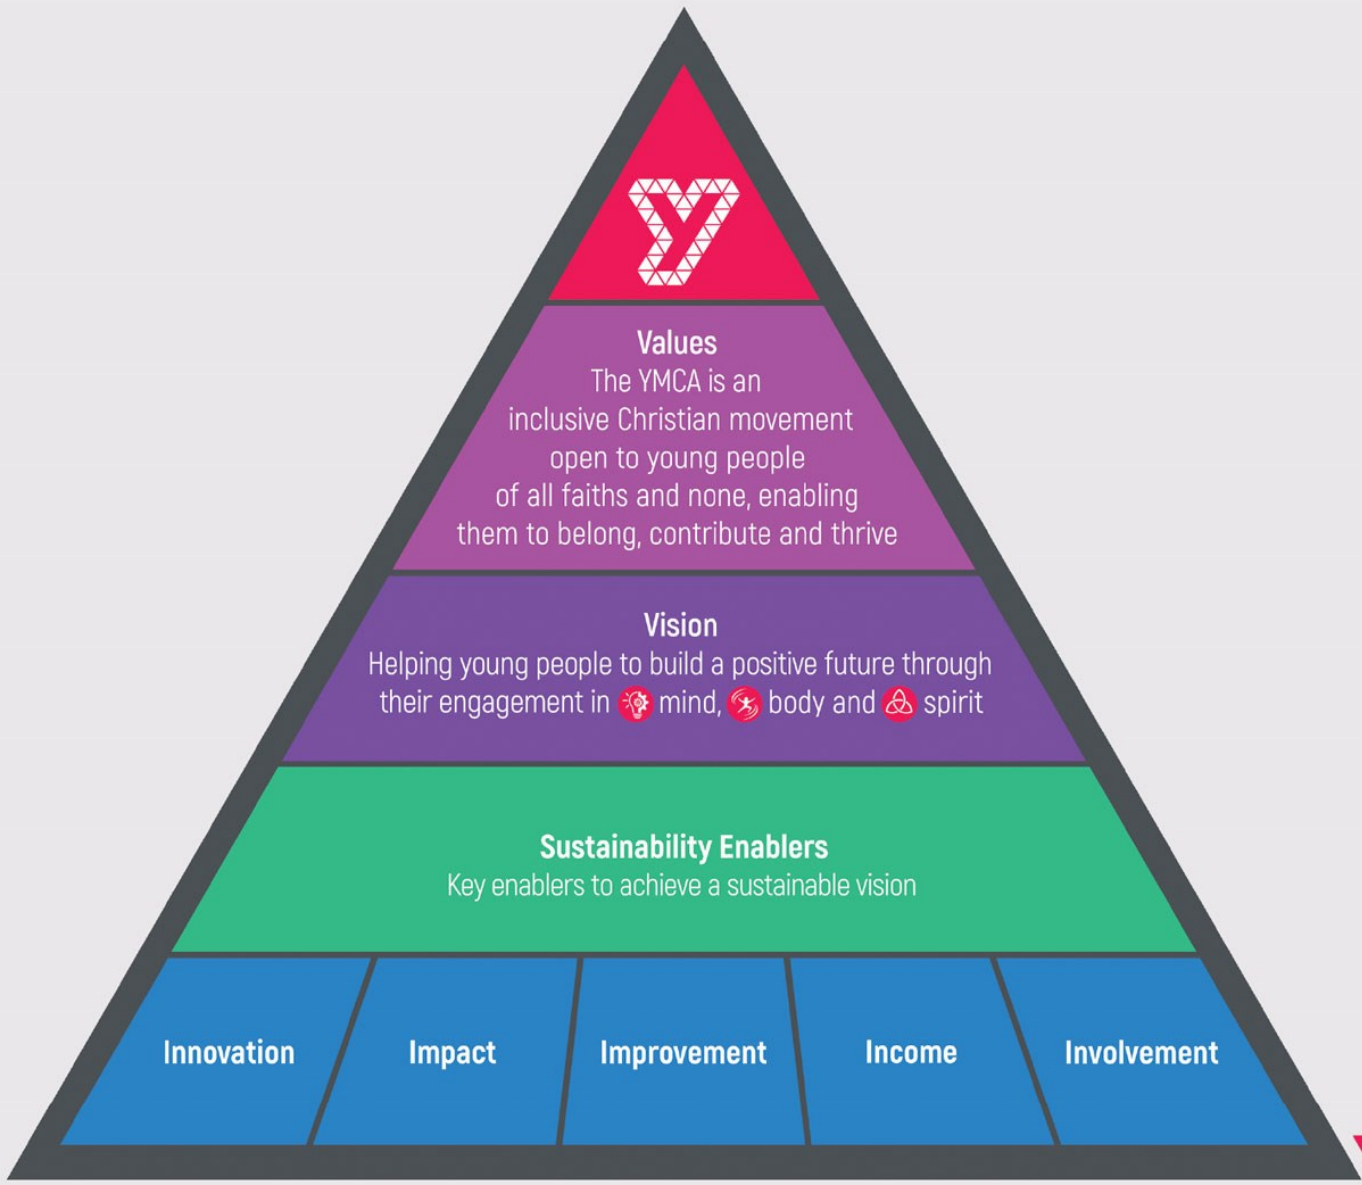 Y
Values
The YMCA is an
inclusive Christian movement
open to young people
of all faiths and none, enabling
them to belong, contribute and thrive
Vision
Helping young people to build a positive future through
their engagement in mind, body and spirit
Sustainability Enablers
Key enablers to achieve a sustainable vision
Innovation Impact Improvement Income Involvement